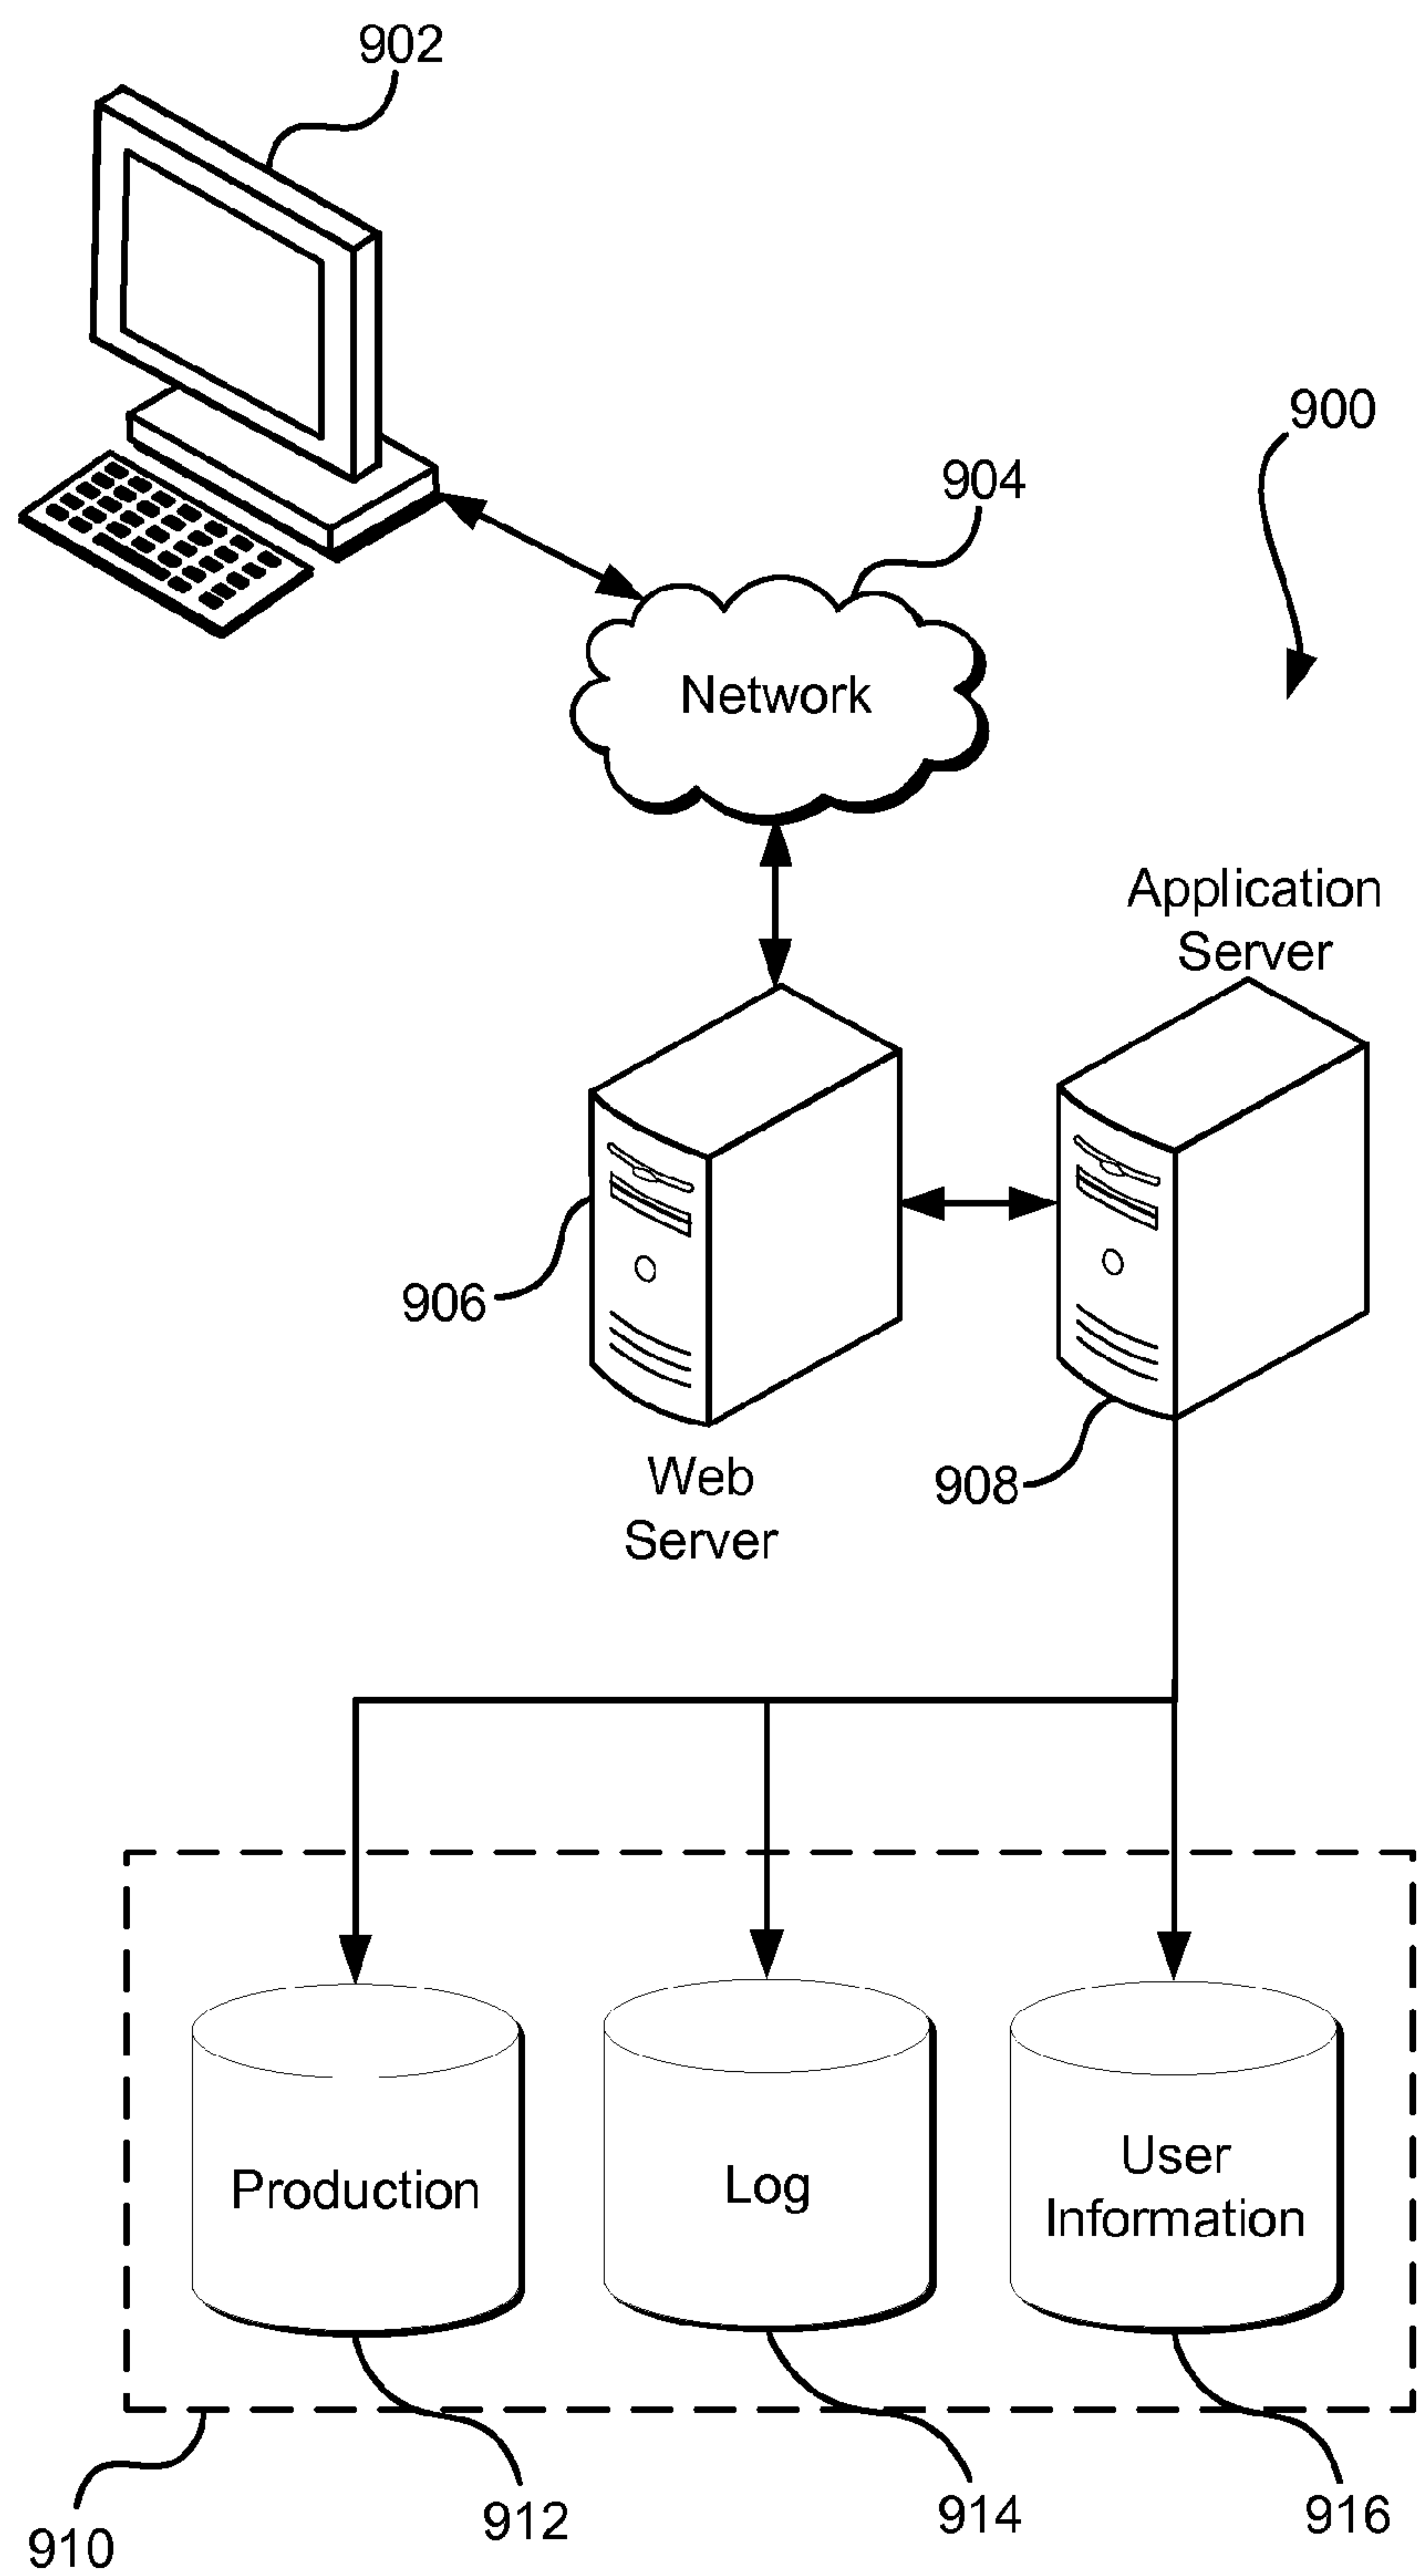 902
900
904
Network
Application
Server
906
908
Web
Server
Production
Log
User
Information
910
912
914
916